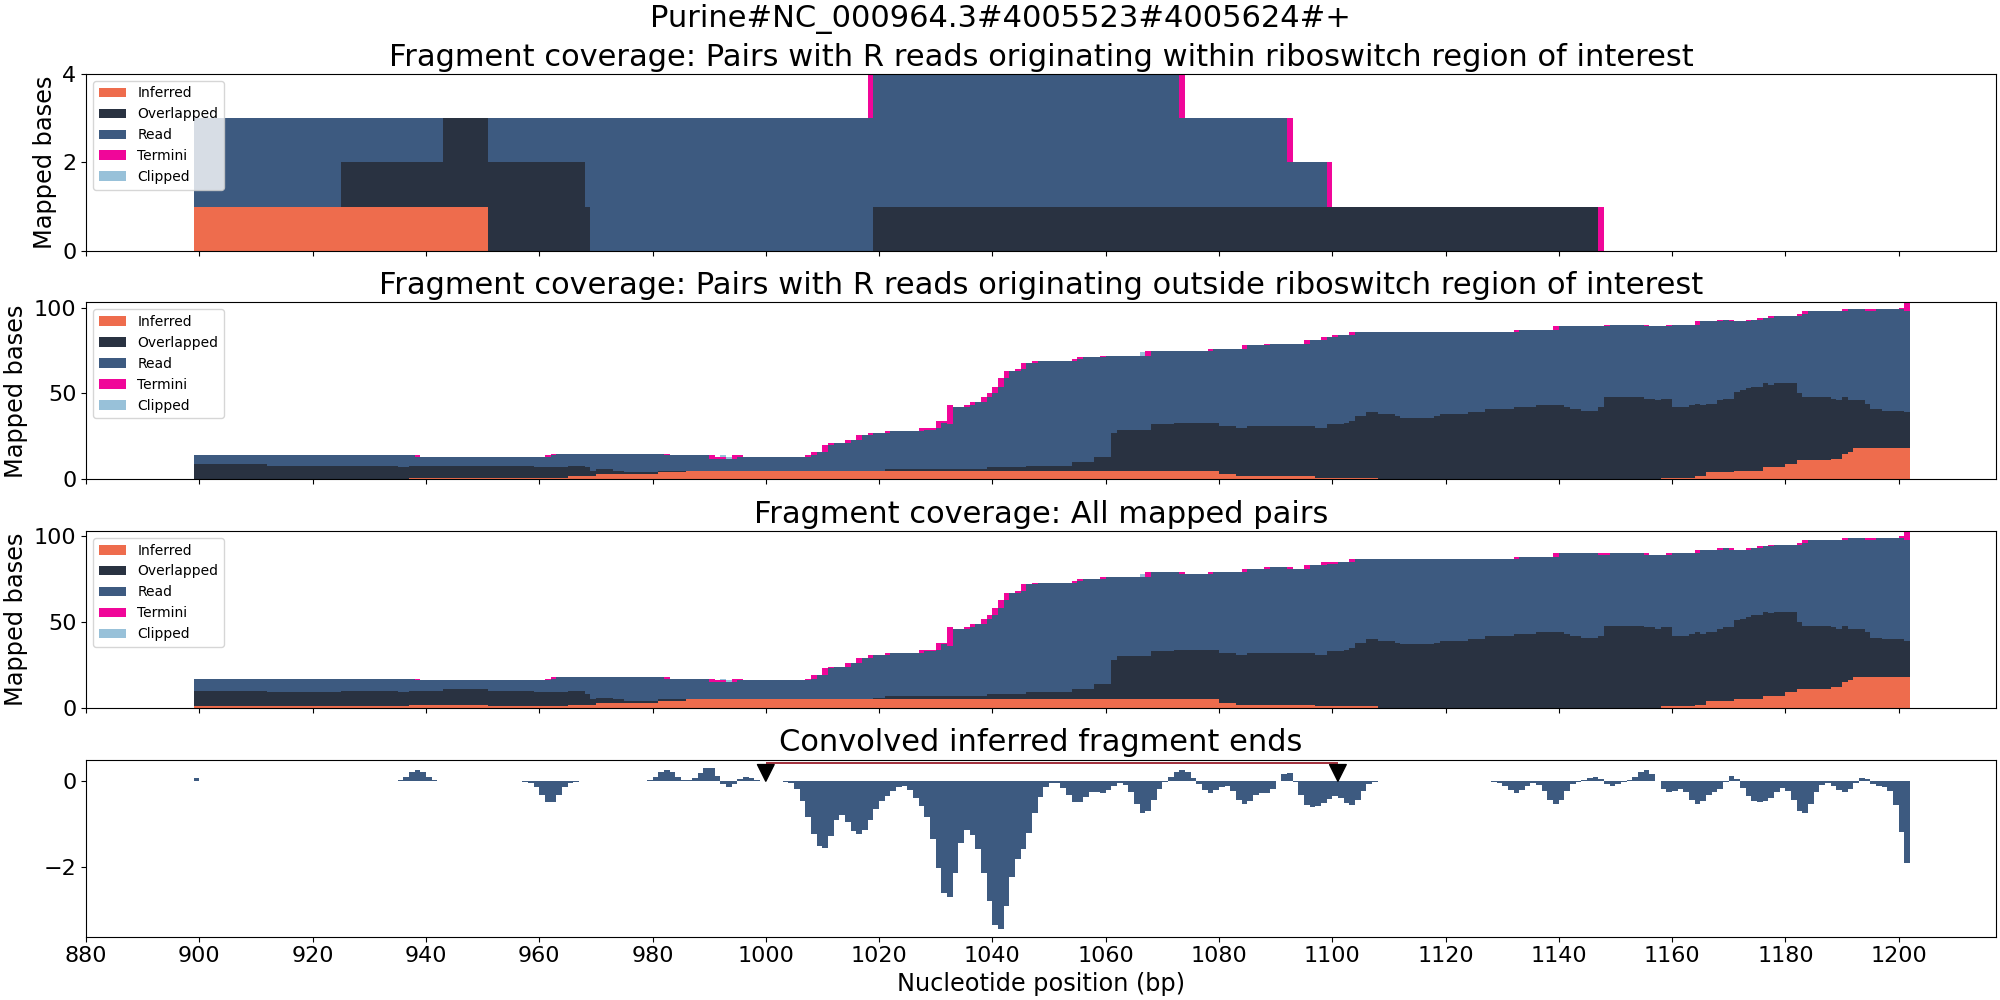 Purine#NC_000964.3#4005523#4005624#+
Fragment coverage: Pairs with R reads originating within riboswitch region of interest
Mapped bases
4
2
0
Inferred
Overlapped
Read
Termini
Clipped
Fragment coverage: Pairs with R reads originating outside riboswitch region of interest
Mapped bases
100
50
0
Inferred
Overlapped
Read
Termini
Clipped
Fragment coverage: All mapped pairs
Mapped bases
100
50
0
Inferred
Overlapped
Read
Termini
Clipped
Convolved inferred fragment ends
0
−2
880 900 920 940 960 980 1000 1020 1040 1060 1080 1100 1120 1140 1160 1180 1200
Nucleotide position (bp)